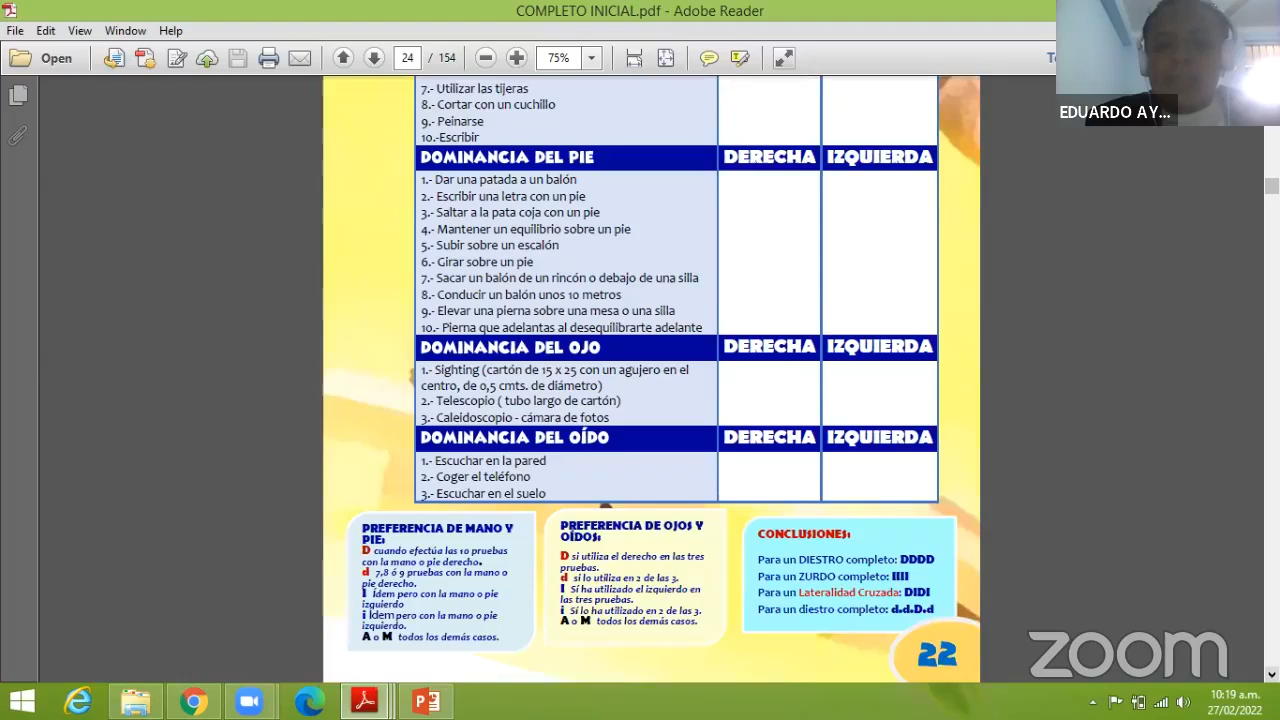 COMPLETO INICIAL.pdf - Adobe Reader
File Edit View Window Help
Open 24 / 154 75%
EDUARDO AY...
7.- Utilizar las tijeras
8.- Cortar con un cuchillo
9.- Peinarse
10.-Escribir
DOMINANCIA DEL PIE DERECHA IZQUIERDA
1.- Dar una patada a un balón
2.- Escribir una letra con un pie
3.- Saltar a la pata coja con un pie
4.- Mantener un equilibrio sobre un pie
5.- Subir sobre un escalón
6.- Girar sobre un pie
7.- Sacar un balón de un rincón o debajo de una silla
8.- Conducir un balón unos 10 metros
9.- Elevar una pierna sobre una mesa o una silla
10.- Pierna que adelantas al desequilibrarte adelante
DOMINANCIA DEL OJO DERECHA IZQUIERDA
1.- Sighting (cartón de 15 x 25 con un agujero en el
centro, de 0,5 cmts. de diámetro)
2.- Telescopio ( tubo largo de cartón)
3.- Caleidoscopio - cámara de fotos
DOMINANCIA DEL OÍDO DERECHA IZQUIERDA
1.- Escuchar en la pared
2.- Coger el teléfono
3.- Escuchar en el suelo
PREFERENCIA DE MANO Y
PIE:
D cuando efectúa las 10 pruebas
con la mano o pie derecho.
d 7,8 ó 9 pruebas con la mano o
pie derecho.
I Ídem pero con la mano o pie
izquierdo
i Ídem pero con la mano o pie
izquierdo.
A o M todos los demás casos.
PREFERENCIA DE OJOS Y
OÍDOS:
D si utiliza el derecho en las tres
pruebas.
d sí lo utiliza en 2 de las 3.
I Sí ha utilizado el izquierdo en
las tres pruebas.
i Sí lo ha utilizado en 2 de las 3.
A o M todos los demás casos.
CONCLUSIONES:
Para un DIESTRO completo: DDDD
Para un ZURDO completo: IIII
Para un Lateralidad Cruzada: DIDI
Para un diestro completo: d.d.D.d
22
zoom
10:19 a.m.
27/02/2022